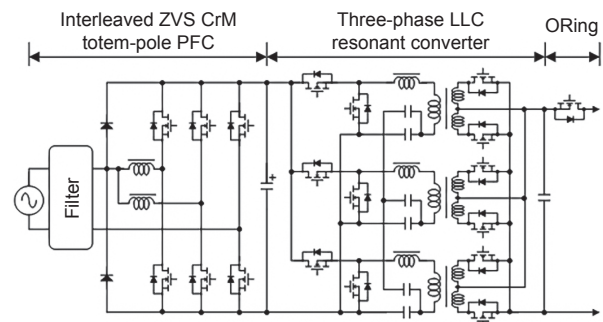 Interleaved ZVS CrM
totem-pole PFC
Three-phase LLC
resonant converter
ORing
Filter
+